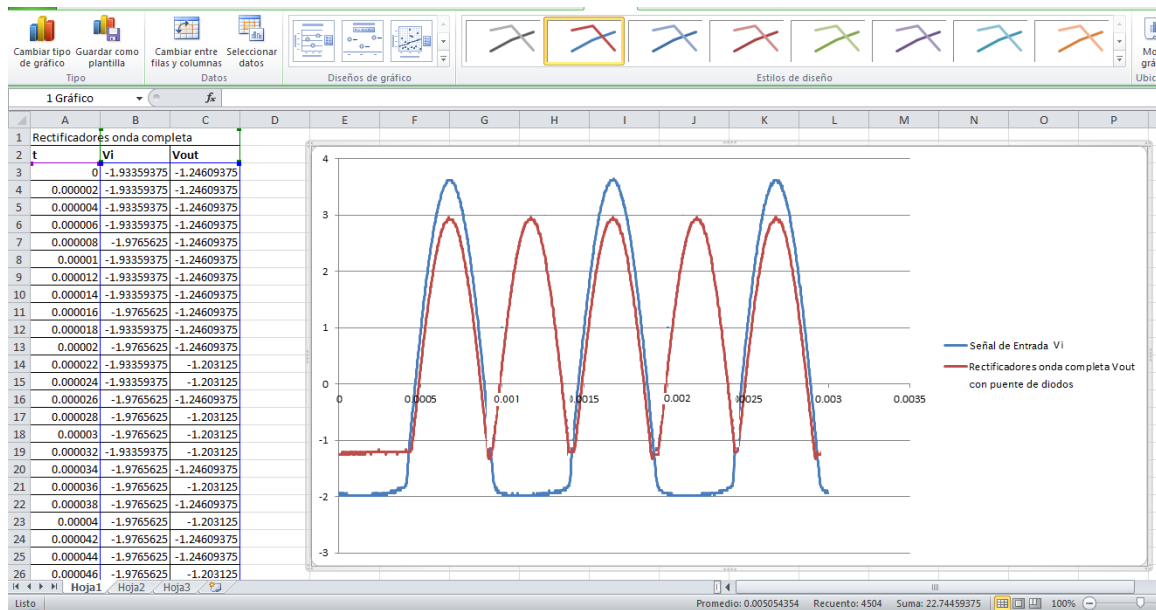 Cambiar tipo de gráfico
Guardar como plantilla
Cambiar entre filas y columnas
Seleccionar datos
Tipo
Datos
Diseños de gráfico
Estilos de diseño
Mo
grá
Ubic
1 Gráfico
fx
A B C D E F G H I J K L M N O P
1 Rectificadores onda completa
2 t Vi Vout
3 0 -1.93359375 -1.24609375
4 0.000002 -1.93359375 -1.24609375
5 0.000004 -1.93359375 -1.24609375
6 0.000006 -1.93359375 -1.24609375
7 0.000008 -1.9765625 -1.24609375
8 0.00001 -1.93359375 -1.24609375
9 0.000012 -1.93359375 -1.24609375
10 0.000014 -1.93359375 -1.24609375
11 0.000016 -1.9765625 -1.24609375
12 0.000018 -1.93359375 -1.24609375
13 0.00002 -1.9765625 -1.24609375
14 0.000022 -1.93359375 -1.203125
15 0.000024 -1.93359375 -1.203125
16 0.000026 -1.9765625 -1.24609375
17 0.000028 -1.9765625 -1.203125
18 0.00003 -1.9765625 -1.203125
19 0.000032 -1.93359375 -1.203125
20 0.000034 -1.9765625 -1.24609375
21 0.000036 -1.9765625 -1.203125
22 0.000038 -1.9765625 -1.24609375
23 0.00004 -1.9765625 -1.203125
24 0.000042 -1.9765625 -1.24609375
25 0.000044 -1.9765625 -1.24609375
26 0.000046 -1.9765625 -1.203125
4
3
2
1
0
-1
-2
-3
0 0.0005 0.001 0.0015 0.002 0.0025 0.003 0.0035
Señal de Entrada Vi
Rectificadores onda completa Vout
con puente de diodos
Hoja1 Hoja2 Hoja3
Listo
Promedio: 0.005054354 Recuento: 4504 Suma: 22.74459375 100%